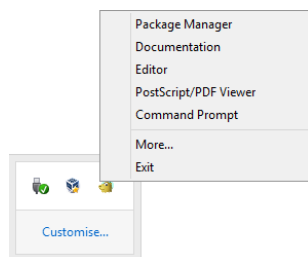 Package Manager
Documentation
Editor
PostScript/PDF Viewer
Command Prompt
More...
Exit
Customise...